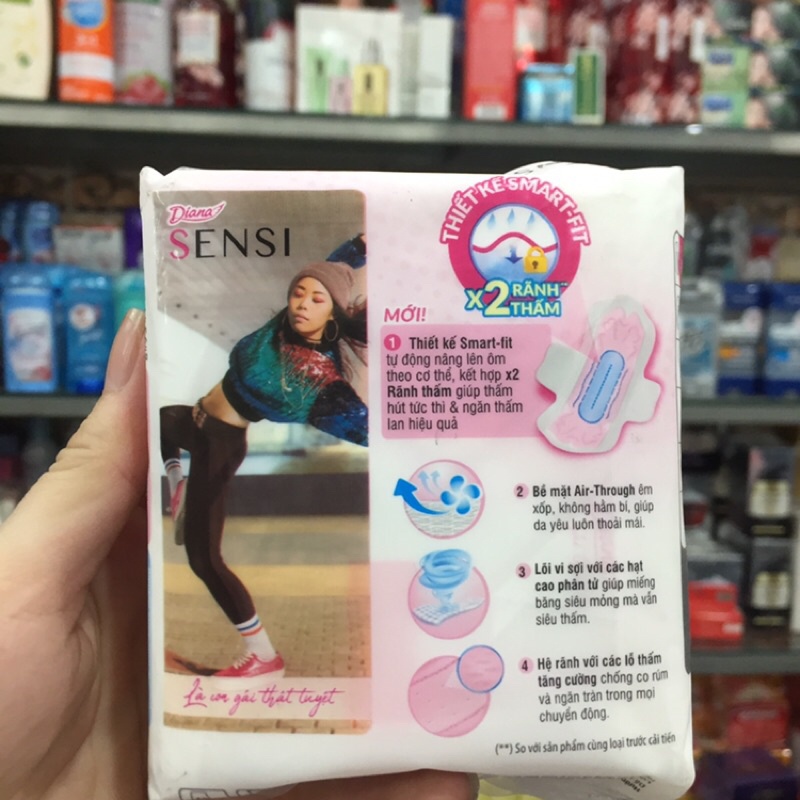 Diana
SENSI
THIẾT KẾ SMART-FIT
X2 RÃNH
THẤM
MỚI!
1 Thiết kế Smart-fit
tự động nâng lên ôm
theo cơ thể, kết hợp x2
Rãnh thấm giúp thấm
hút tức thì & ngăn thấm
lan hiệu quả
2 Bề mặt Air-Through êm
xốp, không hầm bí, giúp
da yêu luôn thoải mái.
3 Lõi vi sợi với các hạt
cao phân tử giúp miếng
băng siêu mỏng mà vẫn
siêu thấm.
4 Hệ rãnh với các lỗ thấm
tăng cường chống co rúm
và ngăn tràn trong mọi
chuyển động.
Là con gái thật tuyệt
(**) So với sản phẩm cùng loại trước cải tiến